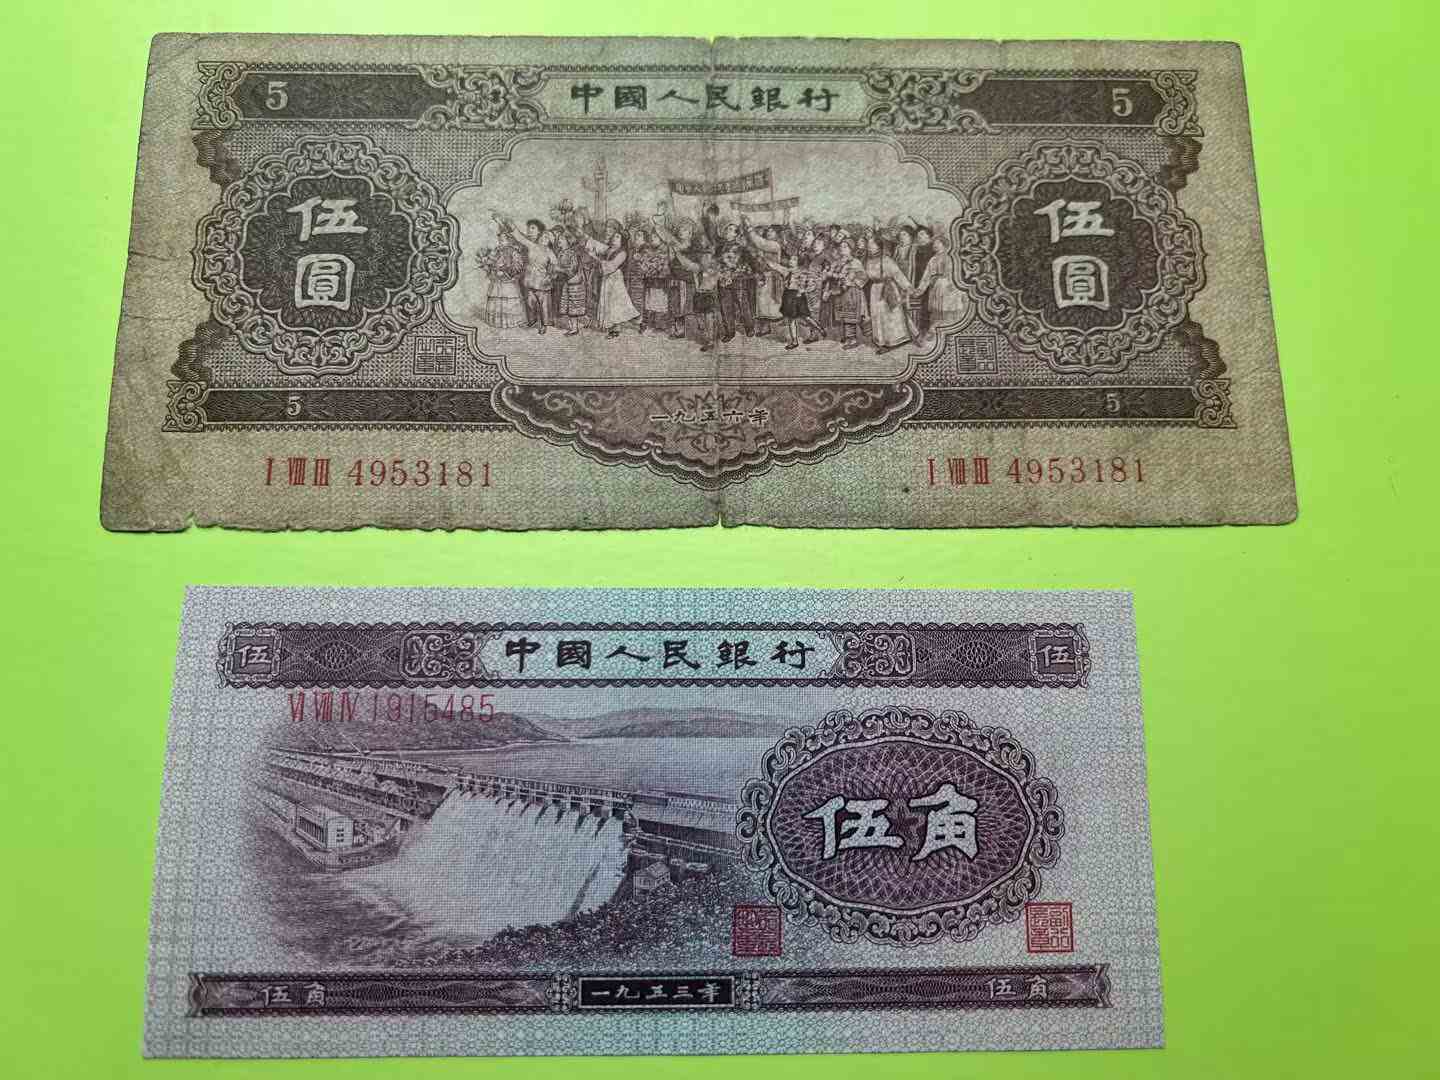 5 中國人民銀行 5
伍圓 伍圓
5 一九五六年 5
I VIII III 4953181 I VIII III 4953181
伍 中國人民銀行 伍
VI VIII IV 1915485
伍角
伍角 一九五三年 伍角